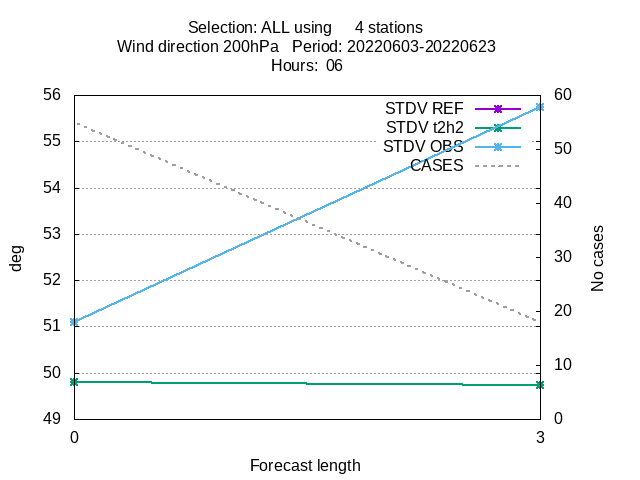 Selection: ALL using 4 stations
Wind direction 200hPa Period: 20220603-20220623
Hours: 06
56
55
54
53
52
51
50
49
60
50
40
30
20
10
0
STDV REF
STDV t2h2
STDV OBS
CASES
deg
No cases
0
3
Forecast length